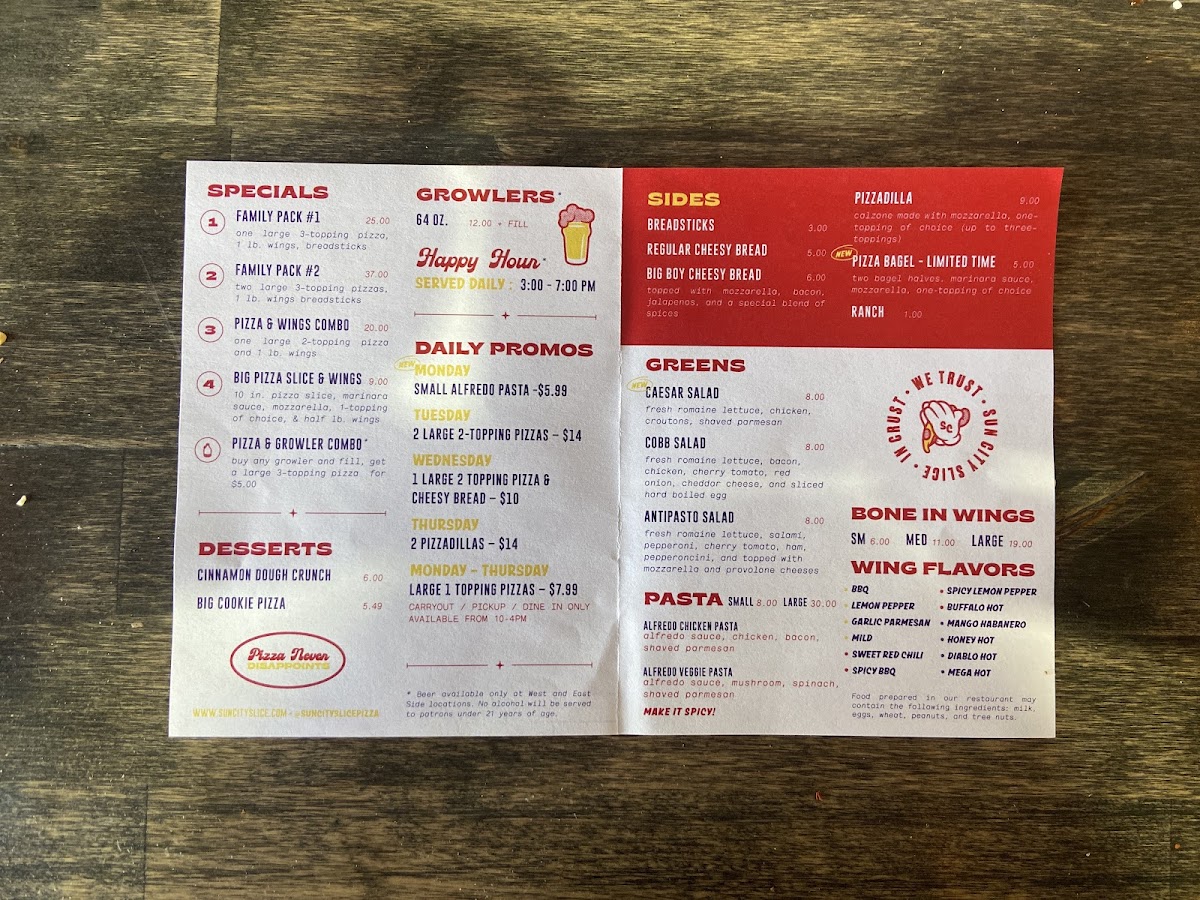 SPECIALS
1 FAMILY PACK #1 25.00
one large 3-topping pizza,
1 lb. wings, breadsticks
2 FAMILY PACK #2 37.00
two large 3-topping pizzas,
1 lb. wings breadsticks
3 PIZZA & WINGS COMBO 20.00
one large 2-topping pizza
and 1 lb. wings
4 BIG PIZZA SLICE & WINGS 9.00
10 in. pizza slice, marinara
sauce, mozzarella, 1-topping
of choice, & half lb. wings
PIZZA & GROWLER COMBO*
buy any growler and fill, get
a large 3-topping pizza for
$5.00
DESSERTS
CINNAMON DOUGH CRUNCH 6.00
BIG COOKIE PIZZA 5.49
Pizza Never
DISAPPOINTS
WWW.SUNCITYSLICE.COM • @SUNCITYSLICEPIZZA
GROWLERS*
64 OZ. 12.00 + FILL
Happy Hour*
SERVED DAILY : 3:00 - 7:00 PM
DAILY PROMOS
NEW
MONDAY
SMALL ALFREDO PASTA -$5.99
TUESDAY
2 LARGE 2-TOPPING PIZZAS – $14
WEDNESDAY
1 LARGE 2 TOPPING PIZZA &
CHEESY BREAD – $10
THURSDAY
2 PIZZADILLAS – $14
MONDAY – THURSDAY
LARGE 1 TOPPING PIZZAS – $7.99
CARRYOUT / PICKUP / DINE IN ONLY
AVAILABLE FROM 10-4PM
* Beer available only at West and East
Side locations. No alcohol will be served
to patrons under 21 years of age.
SIDES
BREADSTICKS 3.00
REGULAR CHEESY BREAD 5.00
BIG BOY CHEESY BREAD 6.00
topped with mozzarella, bacon,
jalapenos, and a special blend of
spices
PIZZADILLA 9.00
calzone made with mozzarella, one-
topping of choice (up to three-
toppings)
NEW
PIZZA BAGEL - LIMITED TIME 5.00
two bagel halves, marinara sauce,
mozzarella, one-topping of choice
RANCH 1.00
GREENS
NEW
CAESAR SALAD 8.00
fresh romaine lettuce, chicken,
croutons, shaved parmesan
COBB SALAD 8.00
fresh romaine lettuce, bacon,
chicken, cherry tomato, red
onion, cheddar cheese, and sliced
hard boiled egg
ANTIPASTO SALAD 8.00
fresh romaine lettuce, salami,
pepperoni, cherry tomato, ham,
pepperoncini, and topped with
mozzarella and provolone cheeses
PASTA SMALL 8.00 LARGE 30.00
ALFREDO CHICKEN PASTA
alfredo sauce, chicken, bacon,
shaved parmesan
ALFREDO VEGGIE PASTA
alfredo sauce, mushroom, spinach,
shaved parmesan
MAKE IT SPICY!
IN CRUST • WE TRUST • SUN CITY SLICE •
SC
BONE IN WINGS
SM 6.00 MED 11.00 LARGE 19.00
WING FLAVORS
• BBQ
• LEMON PEPPER
• GARLIC PARMESAN
• MILD
• SWEET RED CHILI
• SPICY BBQ
• SPICY LEMON PEPPER
• BUFFALO HOT
• MANGO HABANERO
• HONEY HOT
• DIABLO HOT
• MEGA HOT
Food prepared in our restaurant may
contain the following ingredients: milk,
eggs, wheat, peanuts, and tree nuts.